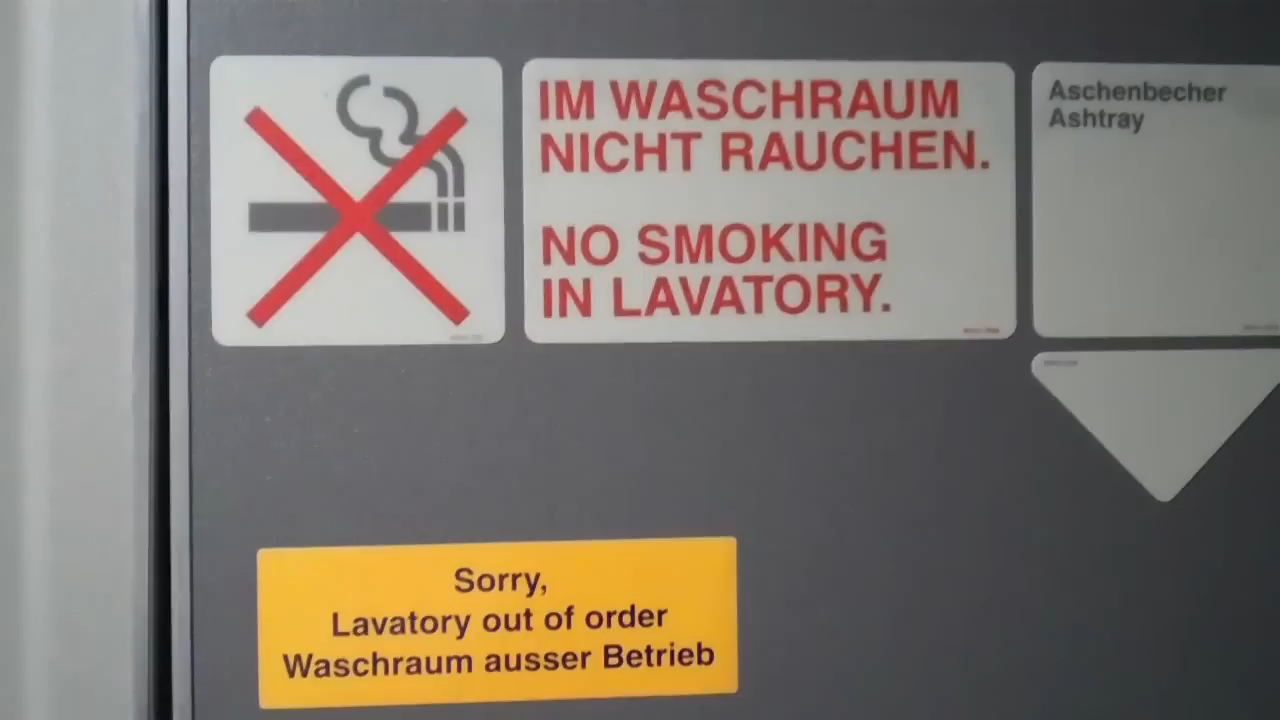 IM WASCHRAUM
NICHT RAUCHEN.
NO SMOKING
IN LAVATORY.
Aschenbecher
Ashtray
Sorry,
Lavatory out of order
Waschraum ausser Betrieb